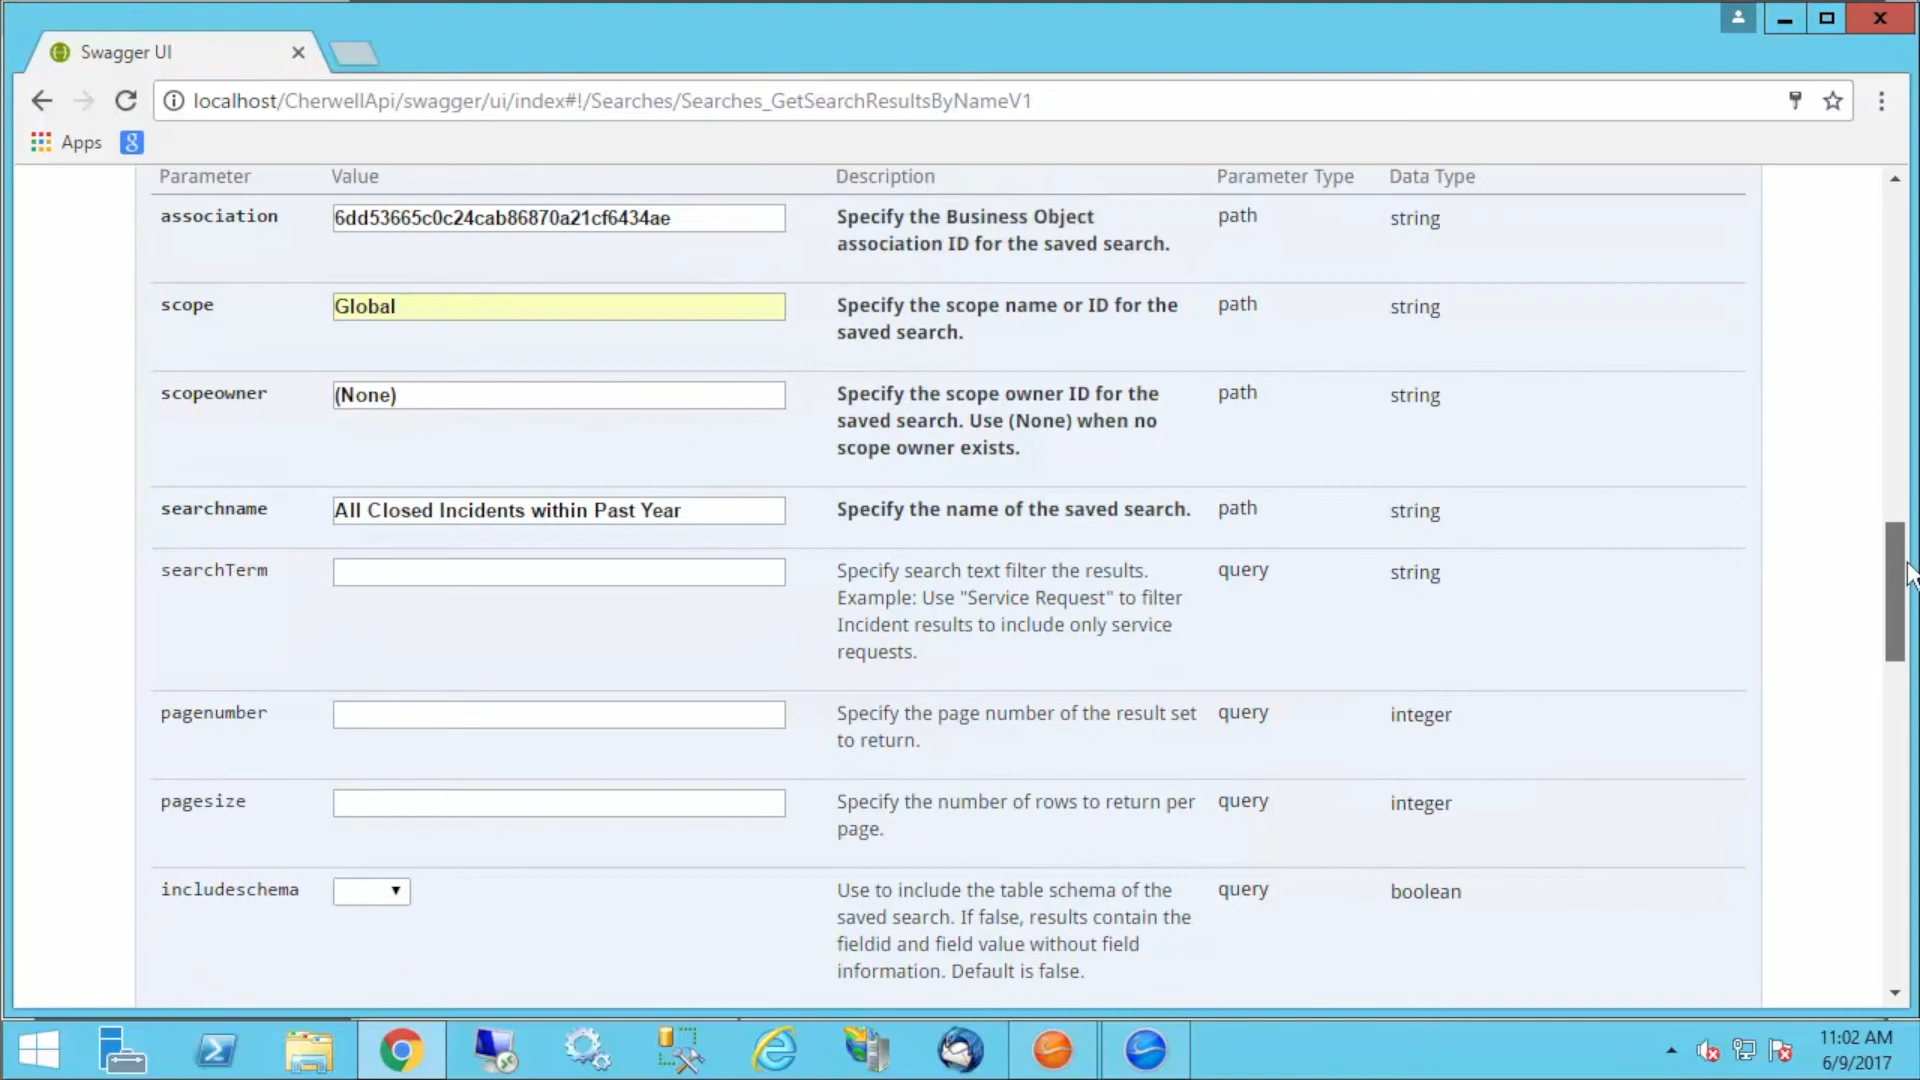 Swagger UI
localhost/CherwellApi/swagger/ui/index#!/Searches/Searches_GetSearchResultsByNameV1
Apps
Parameter Value Description Parameter Type Data Type
association 6dd53665c0c24cab86870a21cf6434ae Specify the Business Object path string
association ID for the saved search.
scope Global Specify the scope name or ID for the path string
saved search.
scopeowner (None) Specify the scope owner ID for the path string
saved search. Use (None) when no
scope owner exists.
searchname All Closed Incidents within Past Year Specify the name of the saved search. path string
searchTerm Specify search text filter the results. query string
Example: Use "Service Request" to filter
Incident results to include only service
requests.
pagenumber Specify the page number of the result set query integer
to return.
pagesize Specify the number of rows to return per query integer
page.
includeschema Use to include the table schema of the query boolean
saved search. If false, results contain the
fieldid and field value without field
information. Default is false.
11:02 AM
6/9/2017